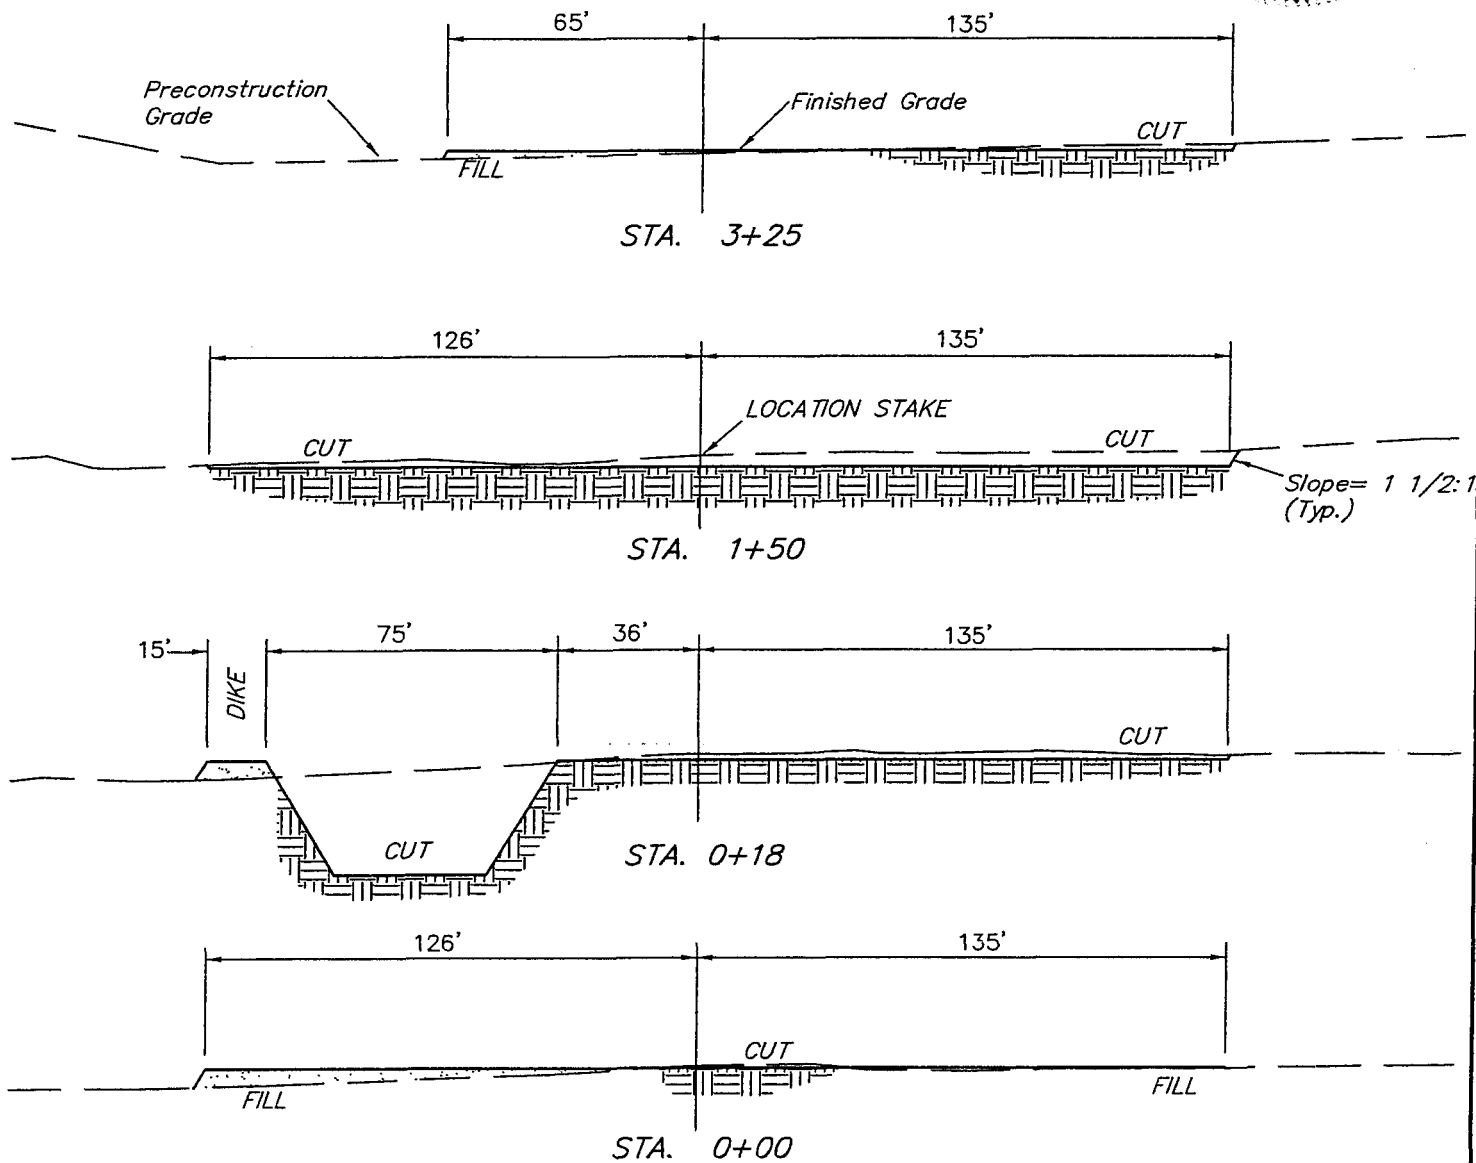 65'
135'
Preconstruction
Grade
Finished Grade
CUT
FILL
STA. 3+25
126'
135'
LOCATION STAKE
CUT
CUT
Slope= 1 1/2:1
(Typ.)
STA. 1+50
15'
75'
36'
135'
DIKE
CUT
CUT
STA. 0+18
126'
135'
CUT
FILL
FILL
STA. 0+00